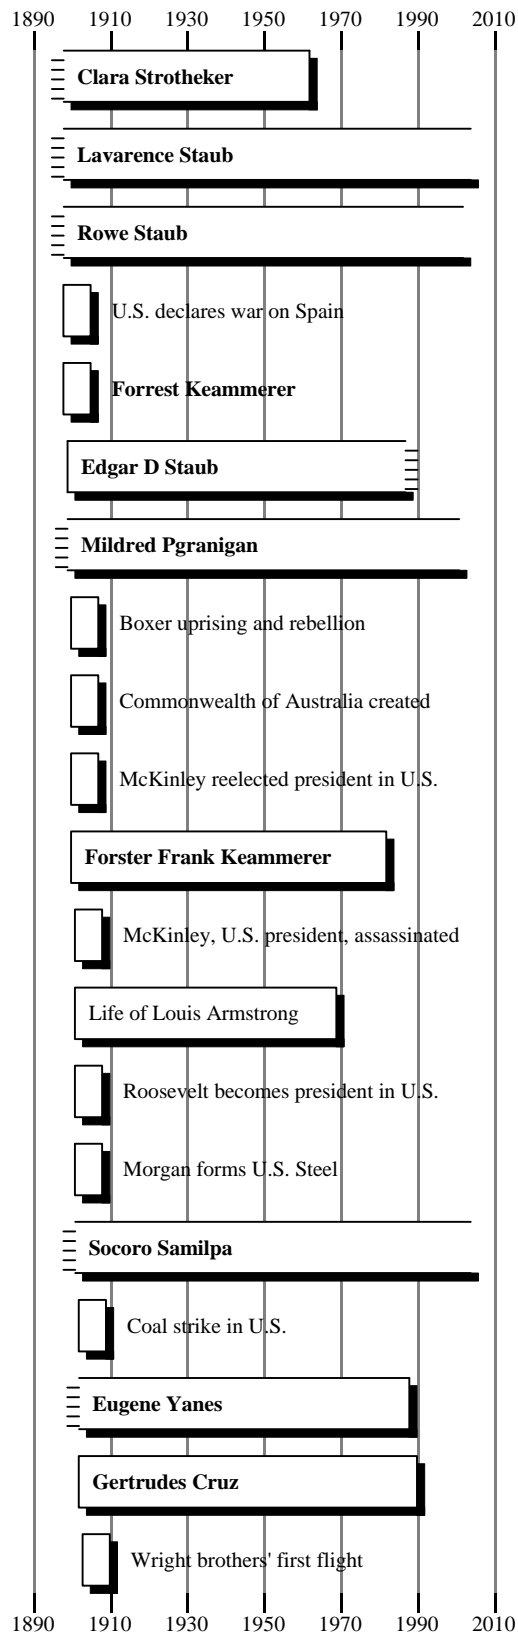 1890 1910 1930 1950 1970 1990 2010
Clara Strotheker
Lavarence Staub
Rowe Staub
U.S. declares war on Spain
Forrest Keammerer
Edgar D Staub
Mildred Pgranigan
Boxer uprising and rebellion
Commonwealth of Australia created
McKinley reelected president in U.S.
Forster Frank Keammerer
McKinley, U.S. president, assassinated
Life of Louis Armstrong
Roosevelt becomes president in U.S.
Morgan forms U.S. Steel
Socoro Samilpa
Coal strike in U.S.
Eugene Yanes
Gertrudes Cruz
Wright brothers' first flight
1890 1910 1930 1950 1970 1990 2010